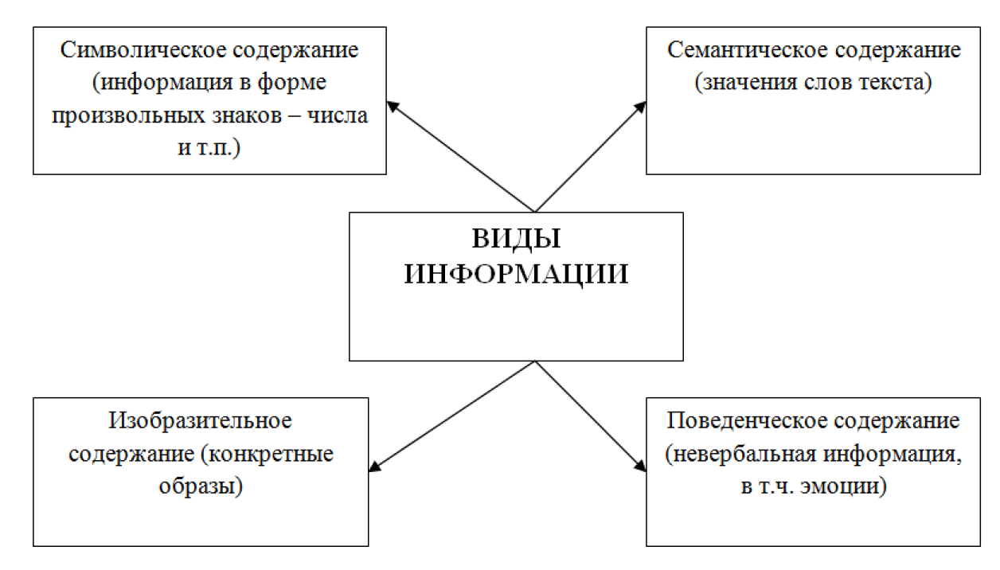 Символическое содержание
(информация в форме
произвольных знаков – числа
и т.п.)
Семантическое содержание
(значения слов текста)
ВИДЫ
ИНФОРМАЦИИ
Изобразительное
содержание (конкретные
образы)
Поведенческое содержание
(невербальная информация,
в т.ч. эмоции)